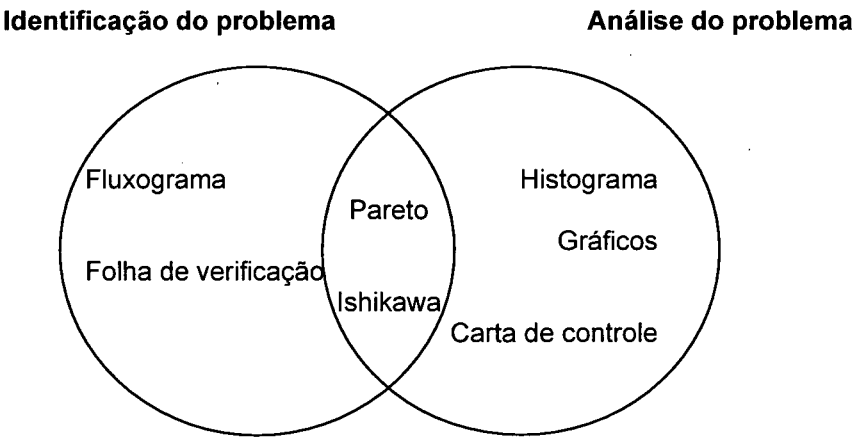 Identificação do problema
Análise do problema
Fluxograma
Folha de verificação
Pareto
Ishikawa
Histograma
Gráficos
Carta de controle